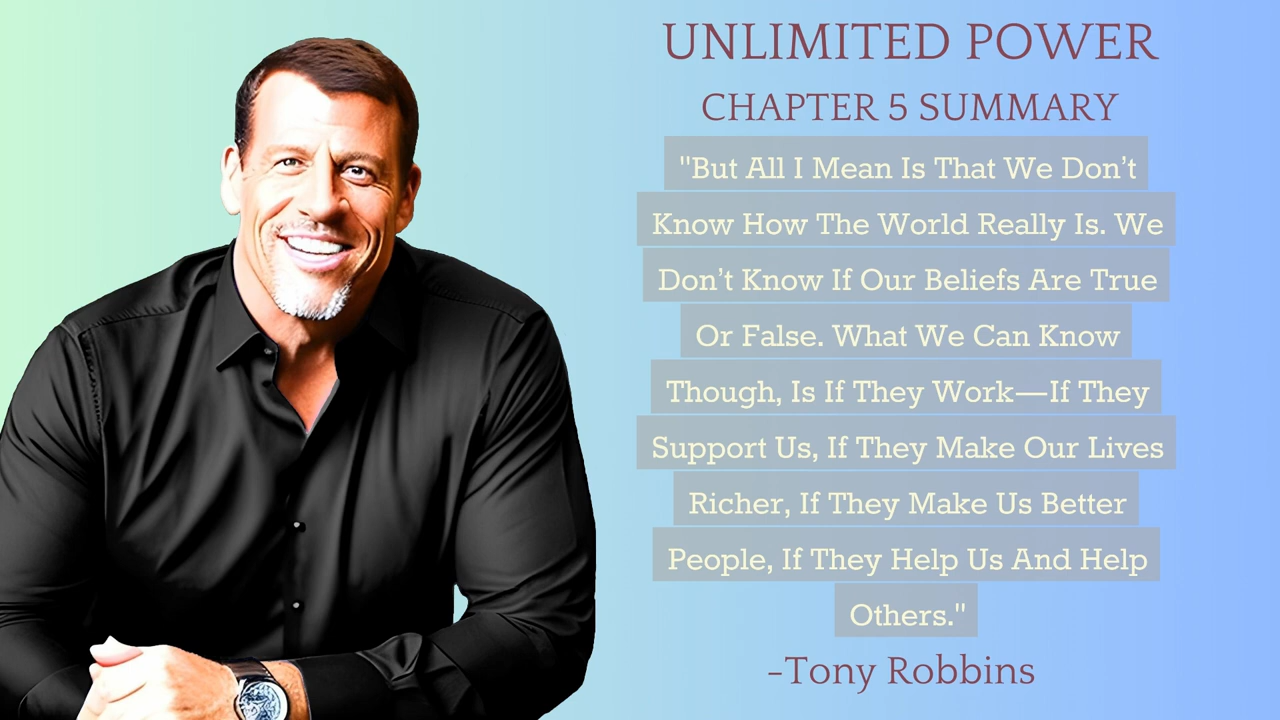 UNLIMITED POWER
CHAPTER 5 SUMMARY
"But All I Mean Is That We Don’t
Know How The World Really Is. We
Don’t Know If Our Beliefs Are True
Or False. What We Can Know
Though, Is If They Work—If They
Support Us, If They Make Our Lives
Richer, If They Make Us Better
People, If They Help Us And Help
Others."
–Tony Robbins